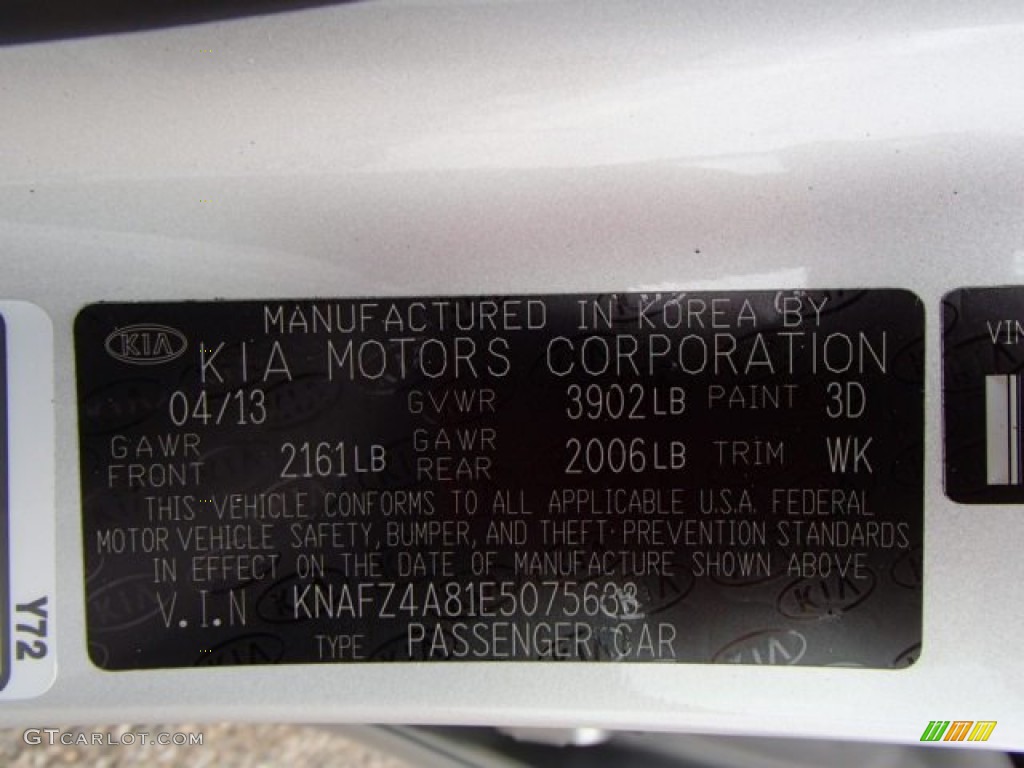 MANUFACTURED IN KOREA BY
KIA KIA MOTORS CORPORATION
04/13 GVWR 3902LB PAINT 3D
GAWR FRONT 2161LB GAWR REAR 2006LB TRIM WK
THIS VEHICLE CONFORMS TO ALL APPLICABLE U.S.A. FEDERAL
MOTOR VEHICLE SAFETY, BUMPER, AND THEFT PREVENTION STANDARDS
IN EFFECT ON THE DATE OF MANUFACTURE SHOWN ABOVE
V.I.N KNAFZ4A81E5075633
TYPE PASSENGER CAR
VIN
Y72
GTCARLOT.COM